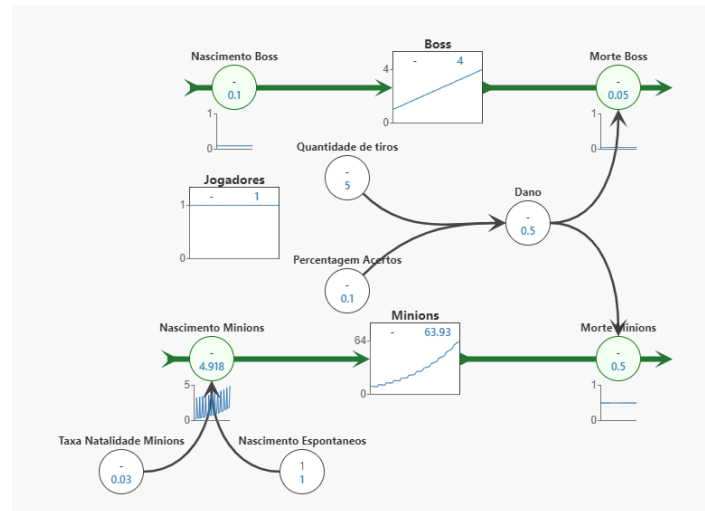 Nascimento Boss
-
0.1
1
0
Boss
- 4
4
0
Morte Boss
-
0.05
1
0
Quantidade de tiros
-
5
Jogadores
- 1
1
0
Dano
-
0.5
Percentagem Acertos
-
0.1
Nascimento Minions
-
4.918
5
0
Minions
- 63.93
64
0
Morte Minions
-
0.5
1
0
Taxa Natalidade Minions
-
0.03
Nascimento Espontaneos
1
1